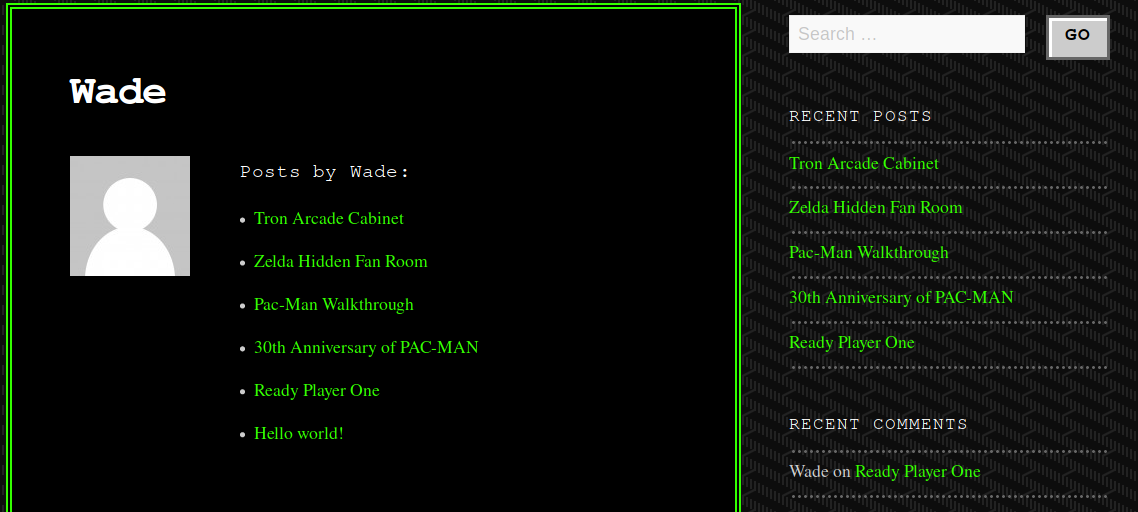 Wade
Posts by Wade:
Tron Arcade Cabinet
Zelda Hidden Fan Room
Pac-Man Walkthrough
30th Anniversary of PAC-MAN
Ready Player One
Hello world!
Search …
GO
RECENT POSTS
Tron Arcade Cabinet
Zelda Hidden Fan Room
Pac-Man Walkthrough
30th Anniversary of PAC-MAN
Ready Player One
RECENT COMMENTS
Wade on Ready Player One